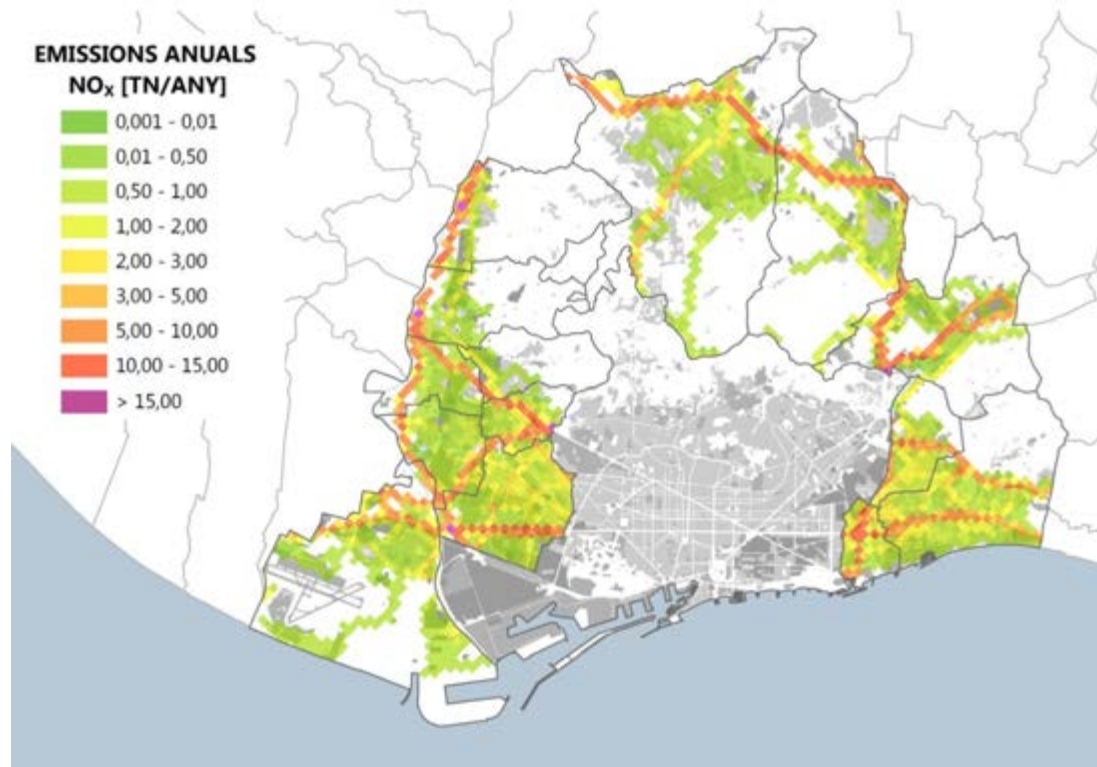 EMISSIONS ANUALS
NOx [TN/ANY]
0,001 - 0,01
0,01 - 0,50
0,50 - 1,00
1,00 - 2,00
2,00 - 3,00
3,00 - 5,00
5,00 - 10,00
10,00 - 15,00
> 15,00